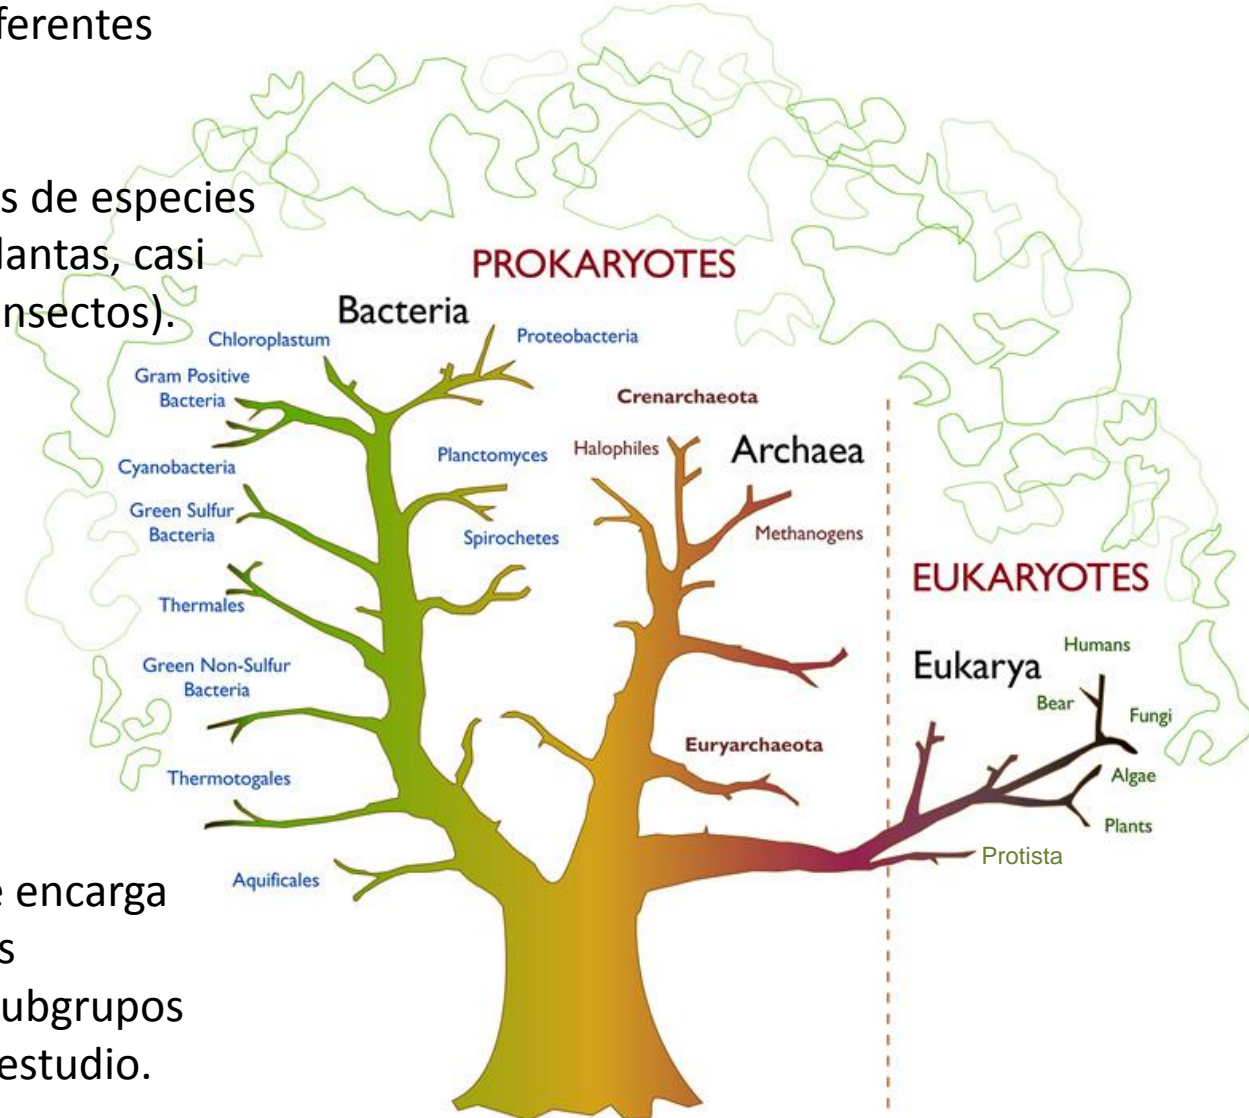 ferentes
s de especies
lantas, casi
nsectos).
PROKARYOTES
Bacteria
Chloroplastum
Proteobacteria
Gram Positive
Bacteria
Crenarchaeota
Planctomyces
Halophiles
Archaea
Cyanobacteria
Green Sulfur
Bacteria
Spirochetes
Methanogens
EUKARYOTES
Thermales
Humans
Green Non-Sulfur
Bacteria
Eukarya
Bear
Fungi
Euryarchaeota
Thermotogales
Algae
Plants
Protista
Aquificales
e encarga
s
ubgrupos
estudio.